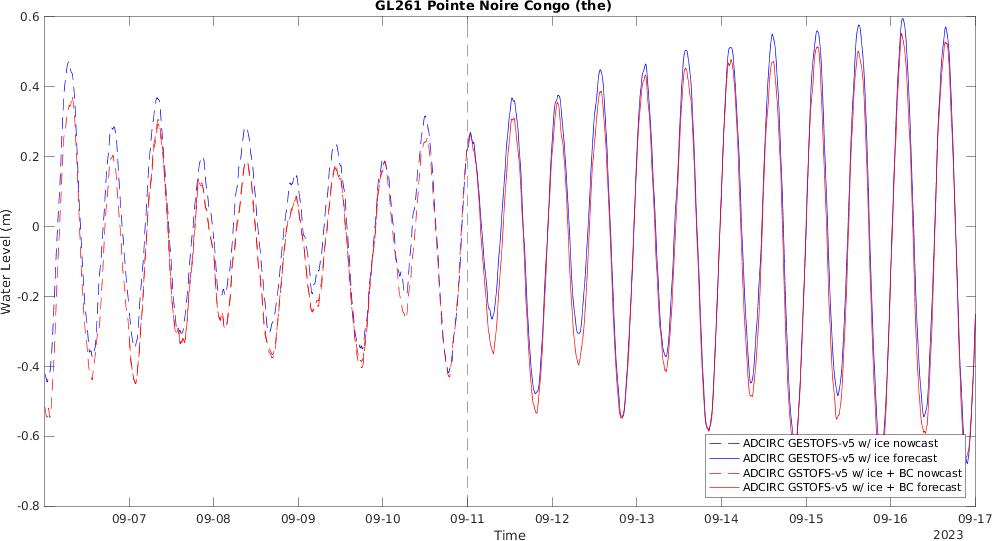 GL261 Pointe Noire Congo (the)
Water Level (m)
0.6
0.4
0.2
0
-0.2
-0.4
-0.6
-0.8
ADCIRC GESTOFS-v5 w/ ice nowcast
ADCIRC GESTOFS-v5 w/ ice forecast
ADCIRC GSTOFS-v5 w/ ice + BC nowcast
ADCIRC GSTOFS-v5 w/ ice + BC forecast
09-07 09-08 09-09 09-10 09-11 09-12 09-13 09-14 09-15 09-16 09-17
Time
2023